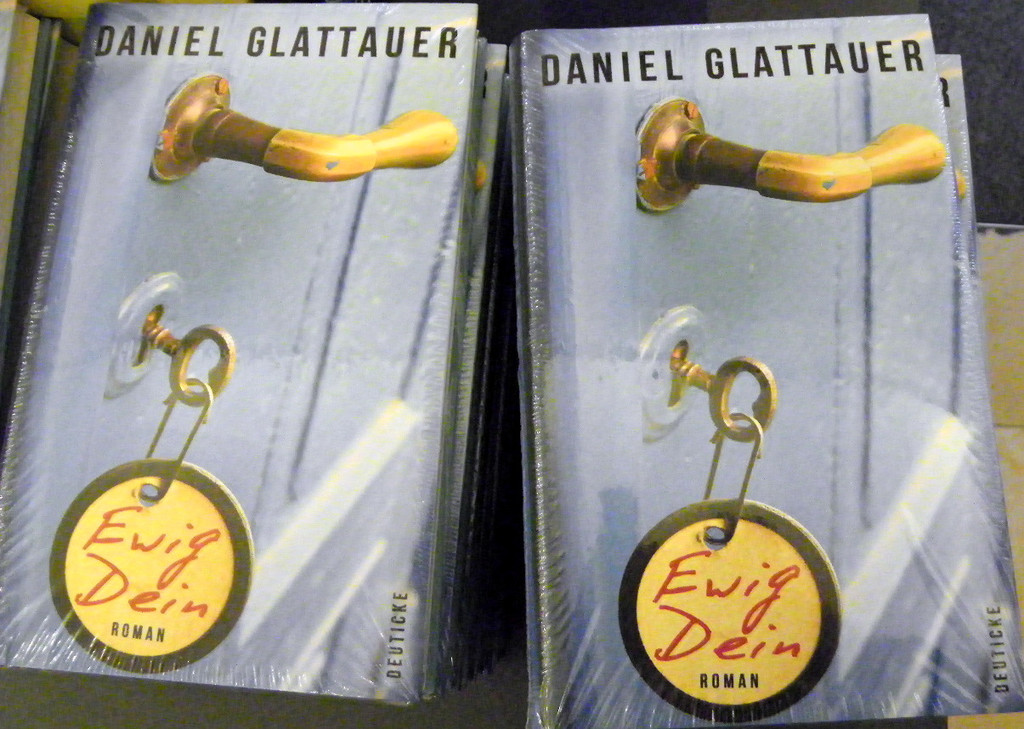 DANIEL GLATTAUER
Ewig
Dein
ROMAN
DEUTICKE
DANIEL GLATTAUER
Ewig
Dein
ROMAN
DEUTICKE
R